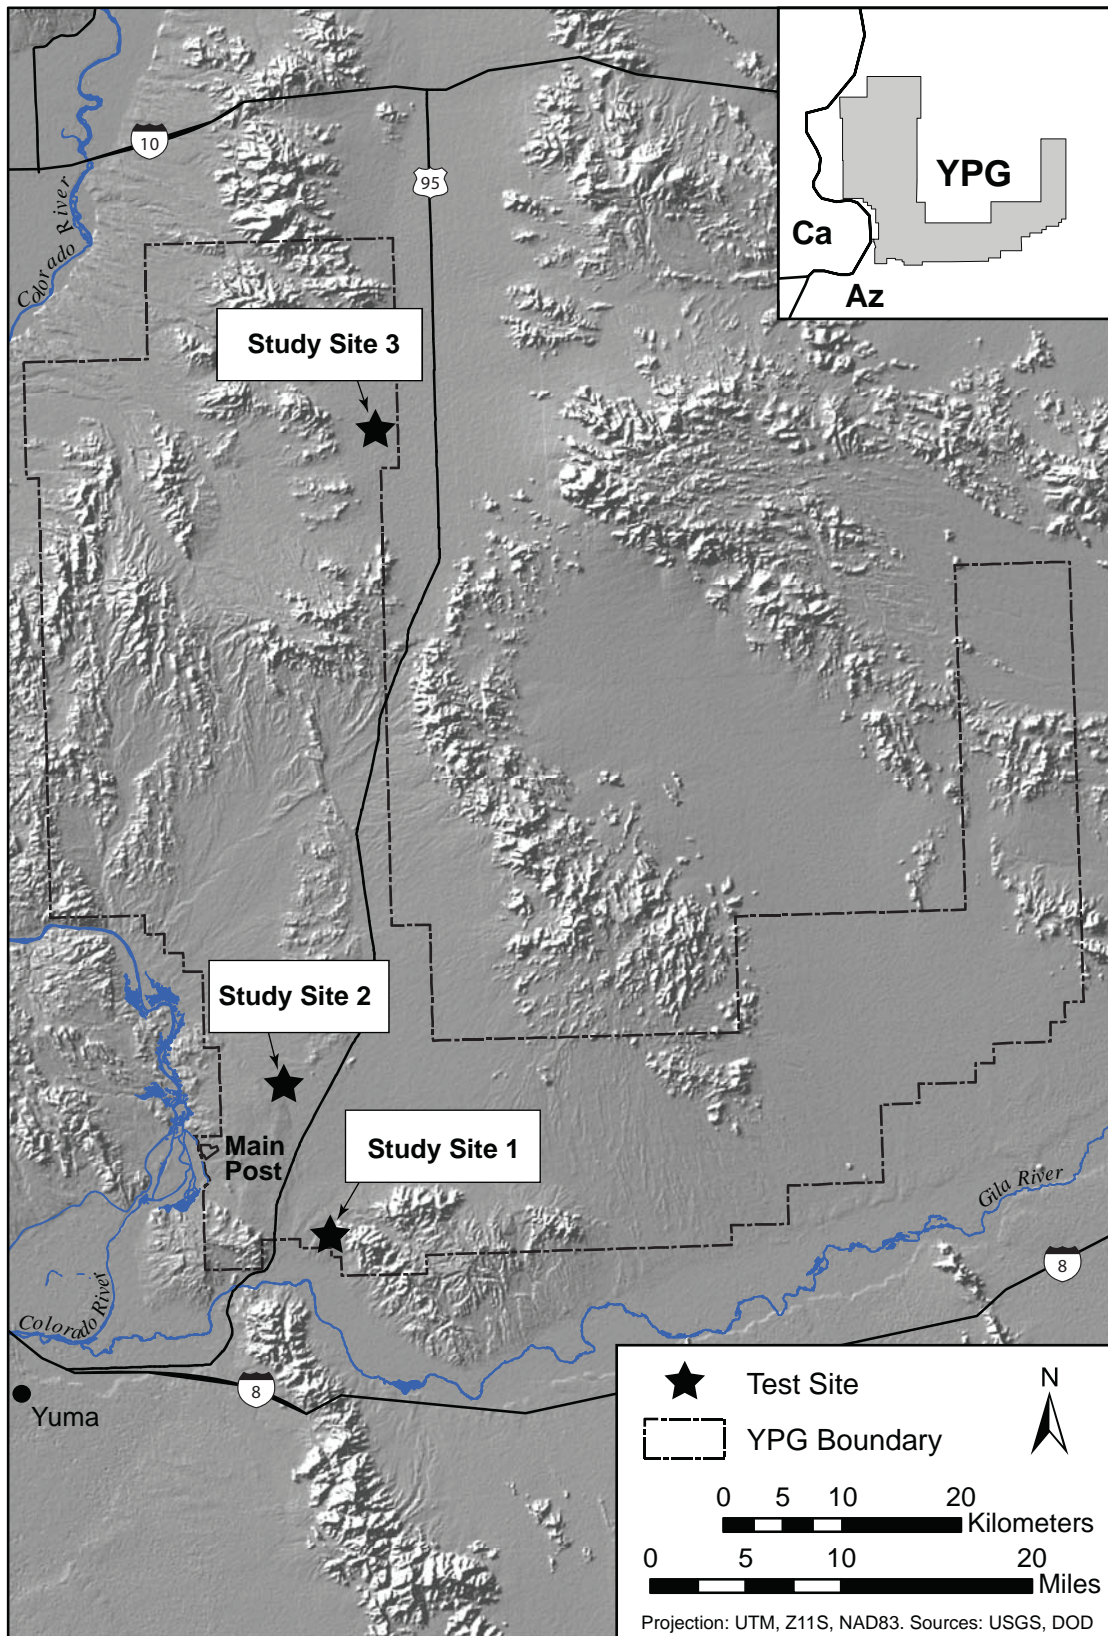 10
95
Colorado River
YPG
Ca
Az
Study Site 3
Study Site 2
Main
Post
Study Site 1
Gila River
8
Colorado River
8
Yuma
Test Site
N
YPG Boundary
0 5 10 20
Kilometers
0 5 10 20
Miles
Projection: UTM, Z11S, NAD83. Sources: USGS, DOD